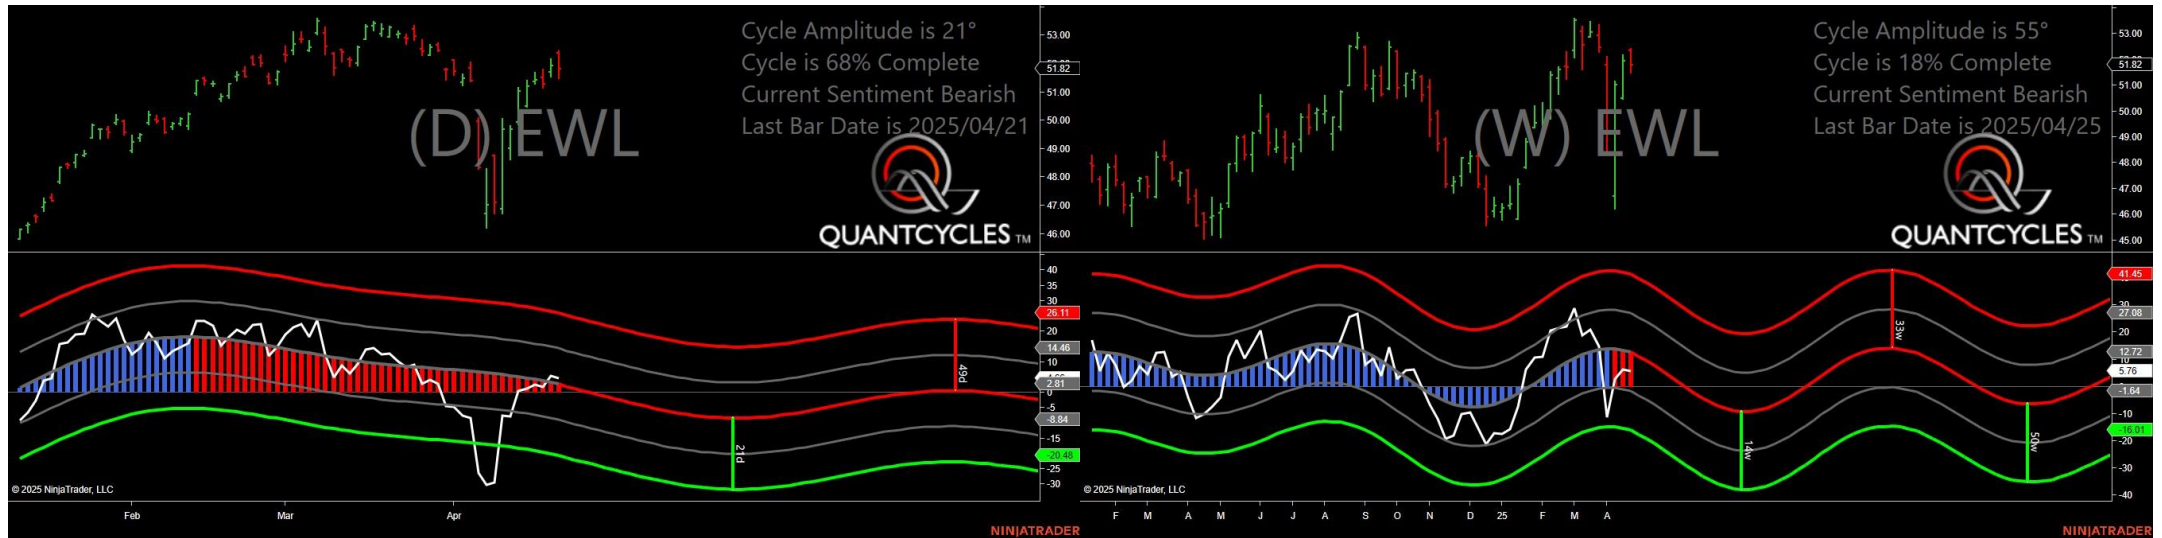 Cycle Amplitude is 21°
Cycle is 68% Complete
Current Sentiment Bearish
Last Bar Date is 2025/04/21
(D) EWL
QUANTCYCLES TM
53.00
51.82
51.00
50.00
49.00
48.00
47.00
46.00
40
35
30
26.11
20
14.46
10
2.81
0
-5
-8.84
-15
-20.48
-25
-30
49d
21d
© 2025 NinjaTrader, LLC
Feb Mar Apr
NINJATRADER
Cycle Amplitude is 55°
Cycle is 18% Complete
Current Sentiment Bearish
Last Bar Date is 2025/04/25
(W) EWL
QUANTCYCLES TM
53.00
51.82
51.00
50.00
49.00
48.00
47.00
46.00
45.00
41.45
30
27.08
20
12.72
5.76
-1.64
-10
-16.01
-20
-30
-40
33w
14w
50w
© 2025 NinjaTrader, LLC
F M A M J J A S O N D 25 F M A
NINJATRADER